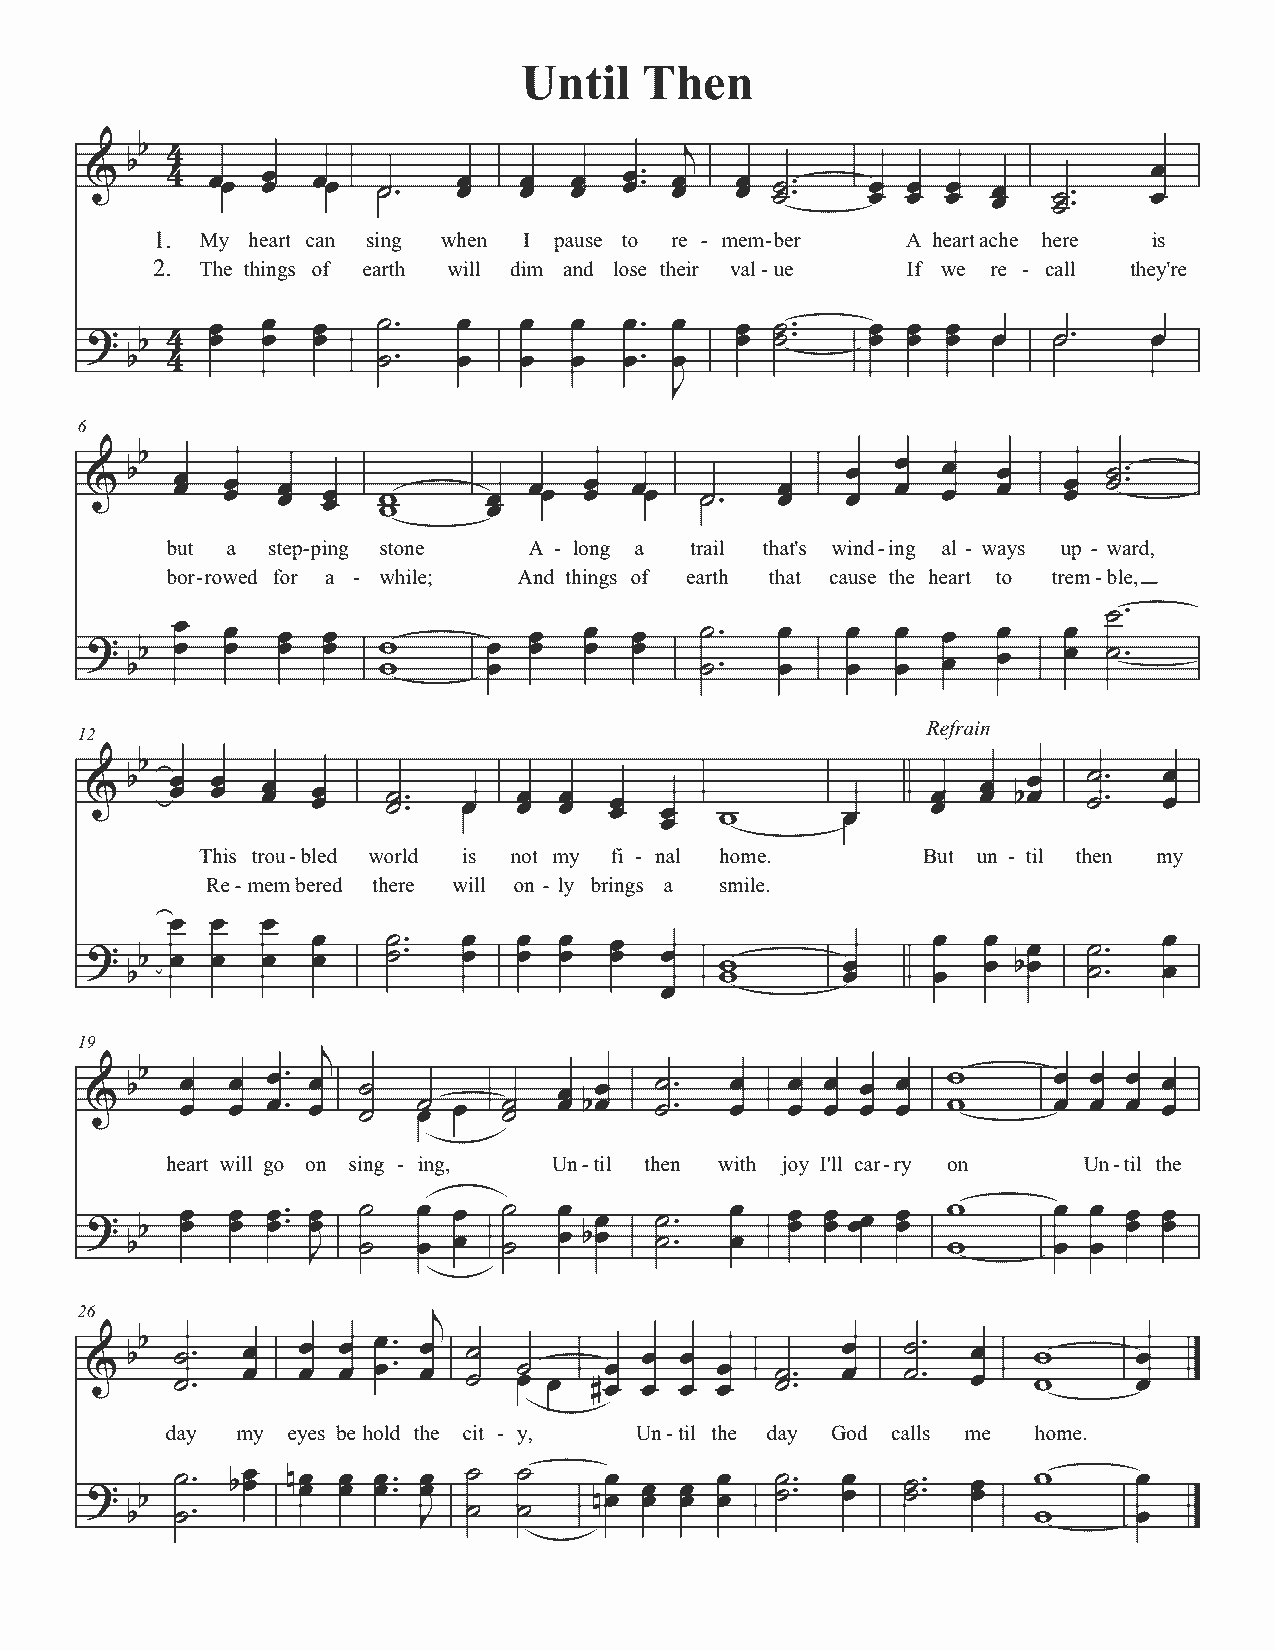 Until Then
1. My heart can sing when I pause to re - mem-ber A heart ache here is
2. The things of earth will dim and lose their val - ue If we re - call they're
6
but a step-ping stone A - long a trail that's wind - ing al - ways up - ward,
bor-rowed for a - while; And things of earth that cause the heart to trem - ble,
12
Refrain
This trou - bled world is not my fi - nal home. But un - til then my
Re - mem bered there will on - ly brings a smile.
19
heart will go on sing - ing, Un - til then with joy I'll car - ry on Un - til the
26
day my eyes be hold the cit - y, Un - til the day God calls me home.